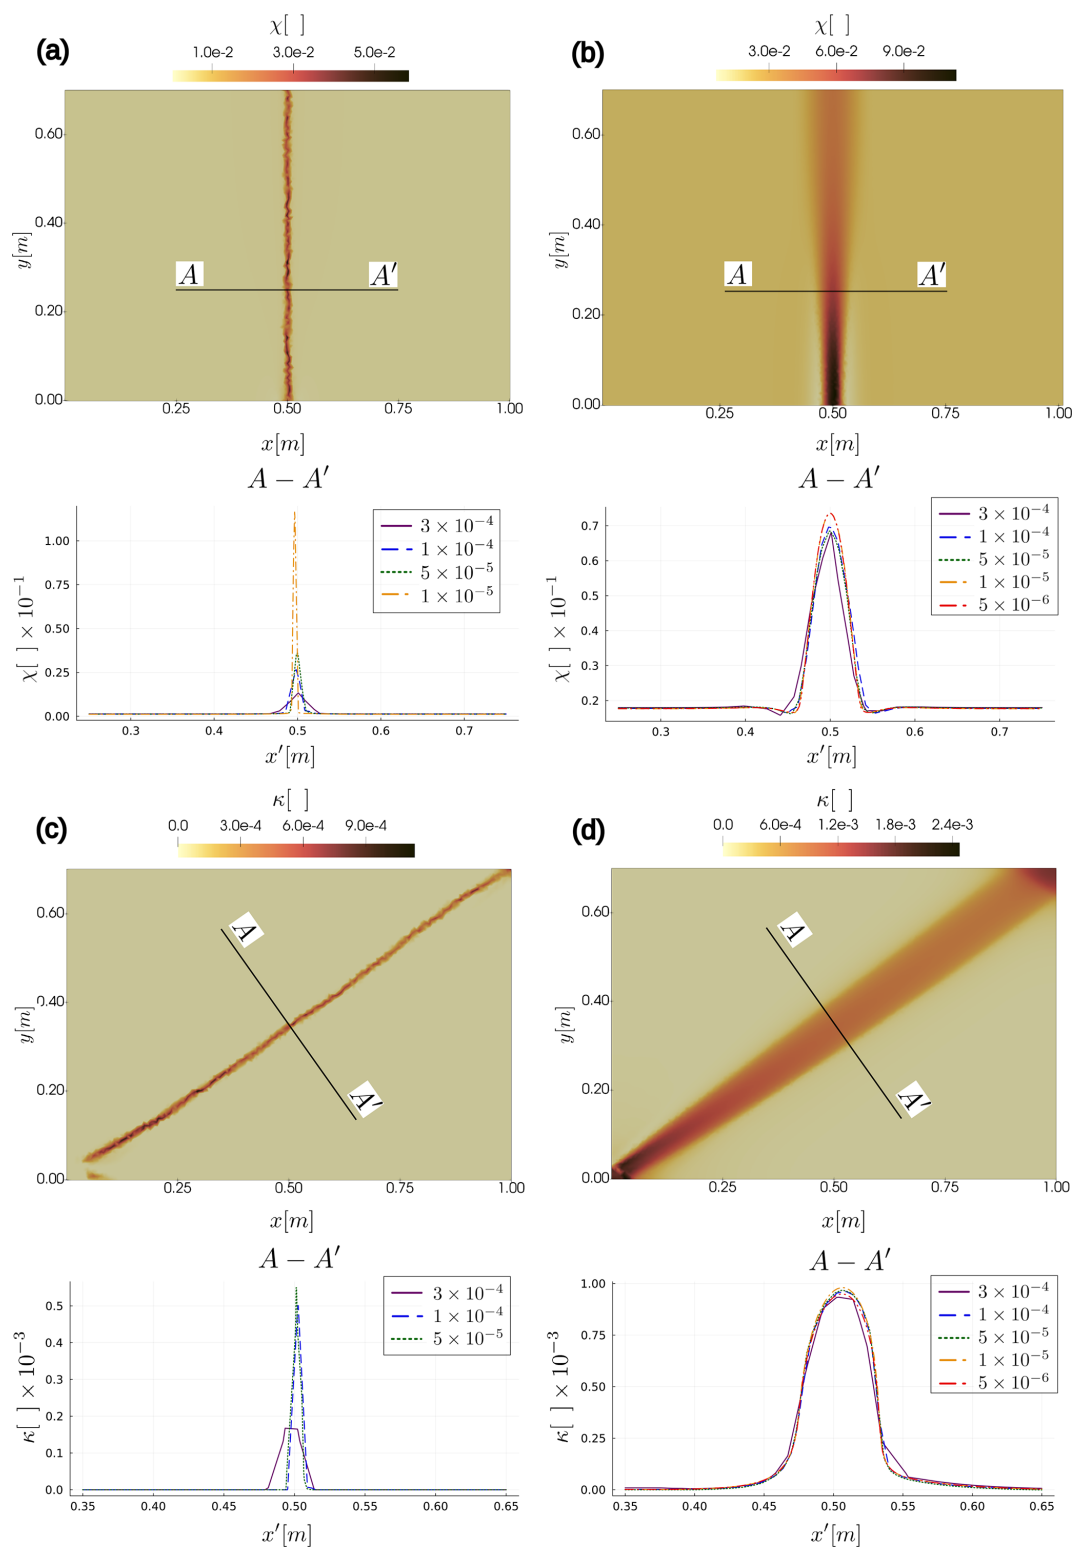 (a)
χ[ ]
1.0e-2 3.0e-2 5.0e-2
y[m]
0.60
0.40
0.20
0.00
A A′
0.25 0.50 0.75 1.00
x[m]
A − A′
χ[ ] × 10⁻¹
1.00
0.75
0.50
0.25
0.00
3 × 10⁻⁴
1 × 10⁻⁴
5 × 10⁻⁵
1 × 10⁻⁵
0.3 0.4 0.5 0.6 0.7
x′[m]
(b)
χ[ ]
3.0e-2 6.0e-2 9.0e-2
y[m]
0.60
0.40
0.20
0.00
A A′
0.25 0.50 0.75 1.00
x[m]
A − A′
χ[ ] × 10⁻¹
0.7
0.6
0.5
0.4
0.3
0.2
3 × 10⁻⁴
1 × 10⁻⁴
5 × 10⁻⁵
1 × 10⁻⁵
5 × 10⁻⁶
0.3 0.4 0.5 0.6 0.7
x′[m]
(c)
κ[ ]
0.0 3.0e-4 6.0e-4 9.0e-4
y[m]
0.60
0.40
0.20
0.00
A
A′
0.25 0.50 0.75 1.00
x[m]
A − A′
κ[ ] × 10⁻³
0.5
0.4
0.3
0.2
0.1
0.0
3 × 10⁻⁴
1 × 10⁻⁴
5 × 10⁻⁵
0.35 0.40 0.45 0.50 0.55 0.60 0.65
x′[m]
(d)
κ[ ]
0.0 6.0e-4 1.2e-3 1.8e-3 2.4e-3
y[m]
0.60
0.40
0.20
0.00
A
A′
0.25 0.50 0.75 1.00
x[m]
A − A′
κ[ ] × 10⁻³
1.00
0.75
0.50
0.25
0.00
3 × 10⁻⁴
1 × 10⁻⁴
5 × 10⁻⁵
1 × 10⁻⁵
5 × 10⁻⁶
0.35 0.40 0.45 0.50 0.55 0.60 0.65
x′[m]